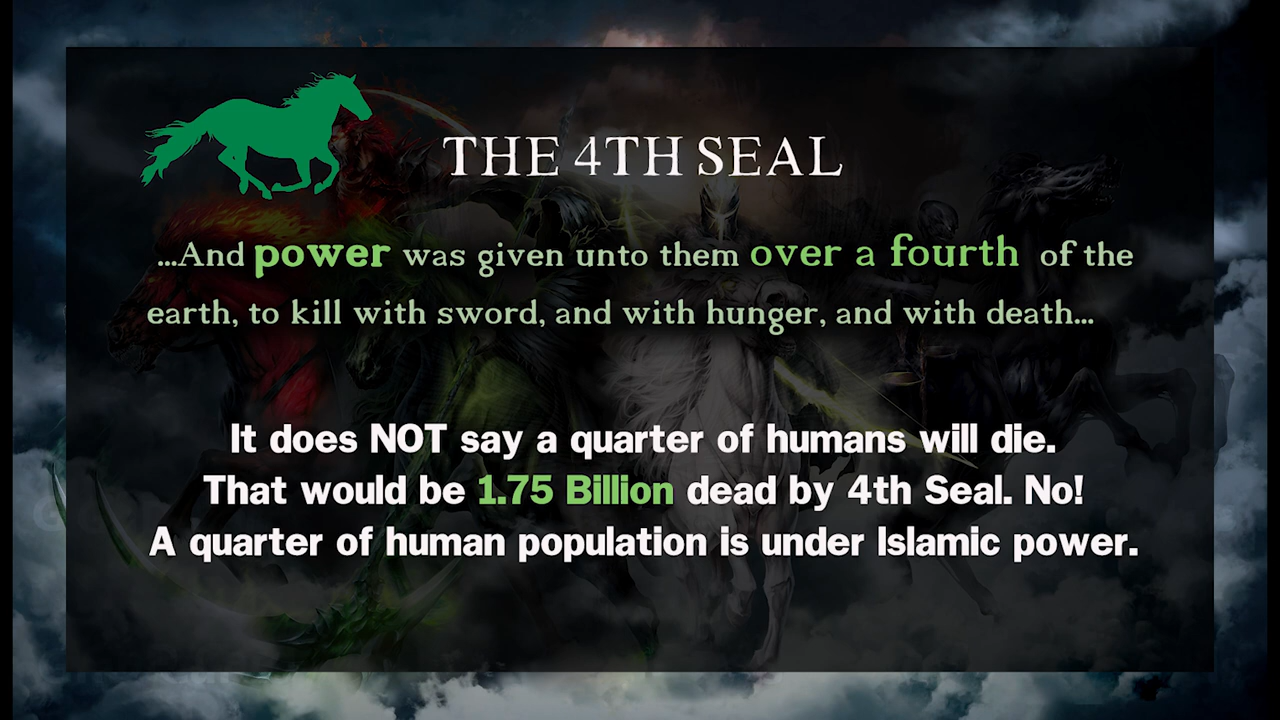 THE 4TH SEAL
...And power was given unto them over a fourth of the
earth, to kill with sword, and with hunger, and with death...
It does NOT say a quarter of humans will die.
That would be 1.75 Billion dead by 4th Seal. No!
A quarter of human population is under Islamic power.